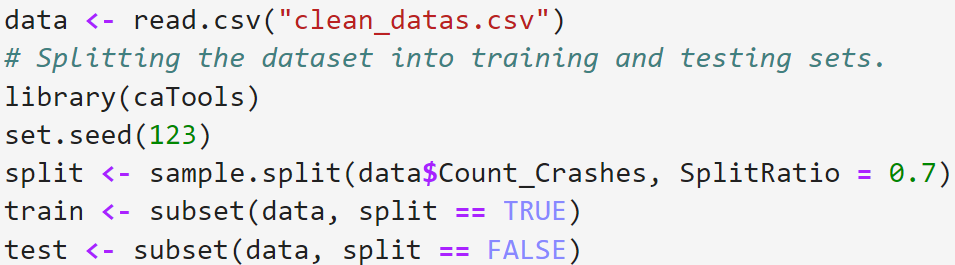 data <- read.csv("clean_datas.csv")
# Splitting the dataset into training and testing sets.
library(caTools)
set.seed(123)
split <- sample.split(data$Count_Crashes, SplitRatio = 0.7)
train <- subset(data, split == TRUE)
test <- subset(data, split == FALSE)